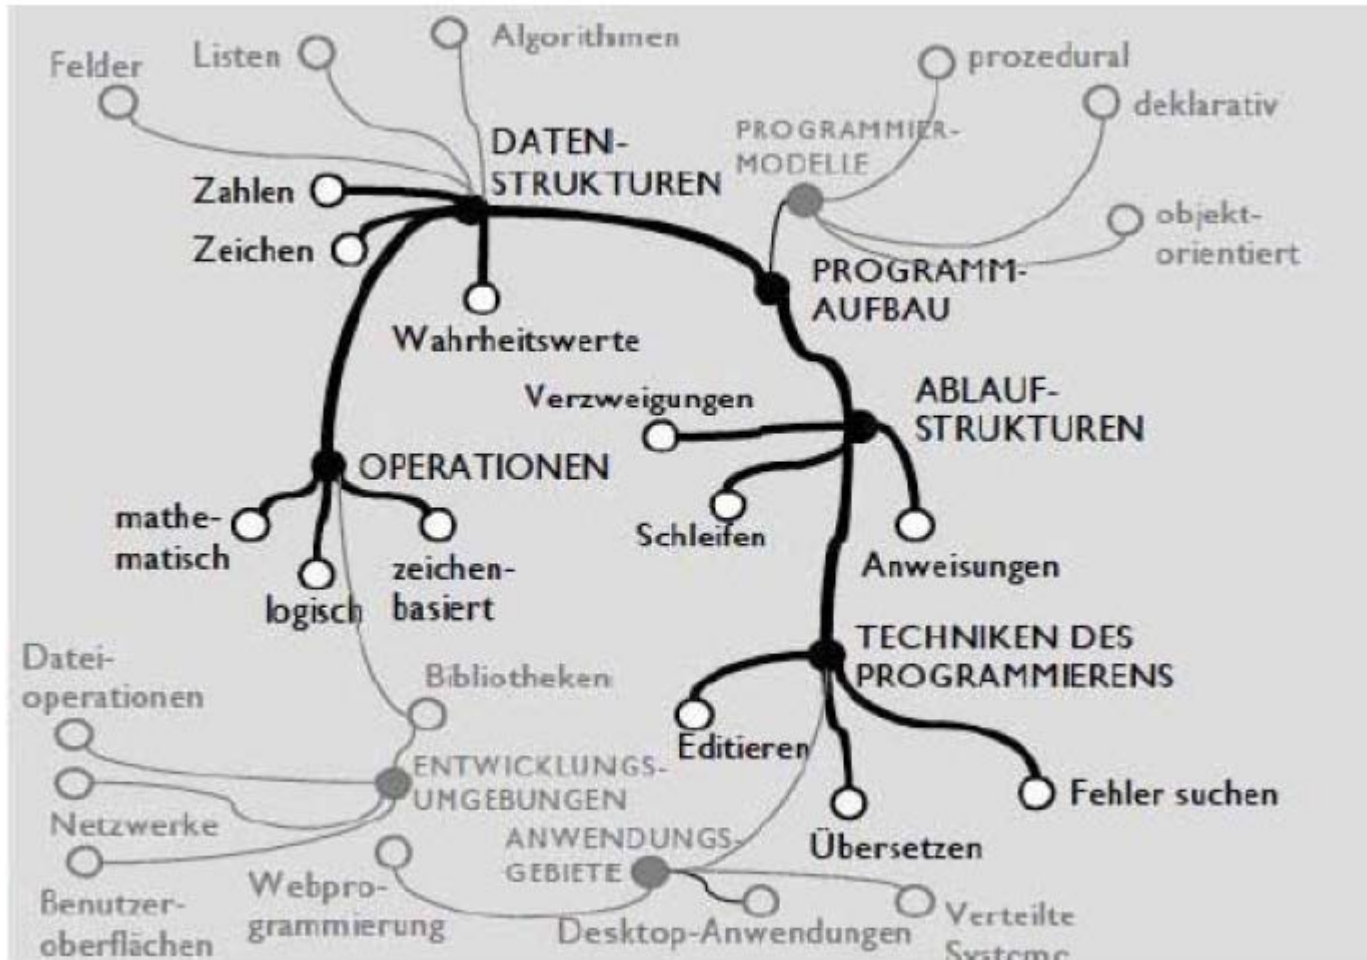 Felder
Listen
Algorithmen
prozedural
deklarativ
PROGRAMMIER-
MODELLE
objekt-
orientiert
DATEN-
STRUKTUREN
Zahlen
Zeichen
Wahrheitswerte
PROGRAMM-
AUFBAU
Verzweigungen
ABLAUF-
STRUKTUREN
Schleifen
Anweisungen
OPERATIONEN
mathe-
matisch
logisch
zeichen-
basiert
TECHNIKEN DES
PROGRAMMIERENS
Editieren
Übersetzen
Fehler suchen
Datei-
operationen
Bibliotheken
ENTWICKLUNGS-
UMGEBUNGEN
Netzwerke
Benutzer-
oberflächen
ANWENDUNGS-
GEBIETE
Webpro-
grammierung
Desktop-Anwendungen
Verteilte
Systeme